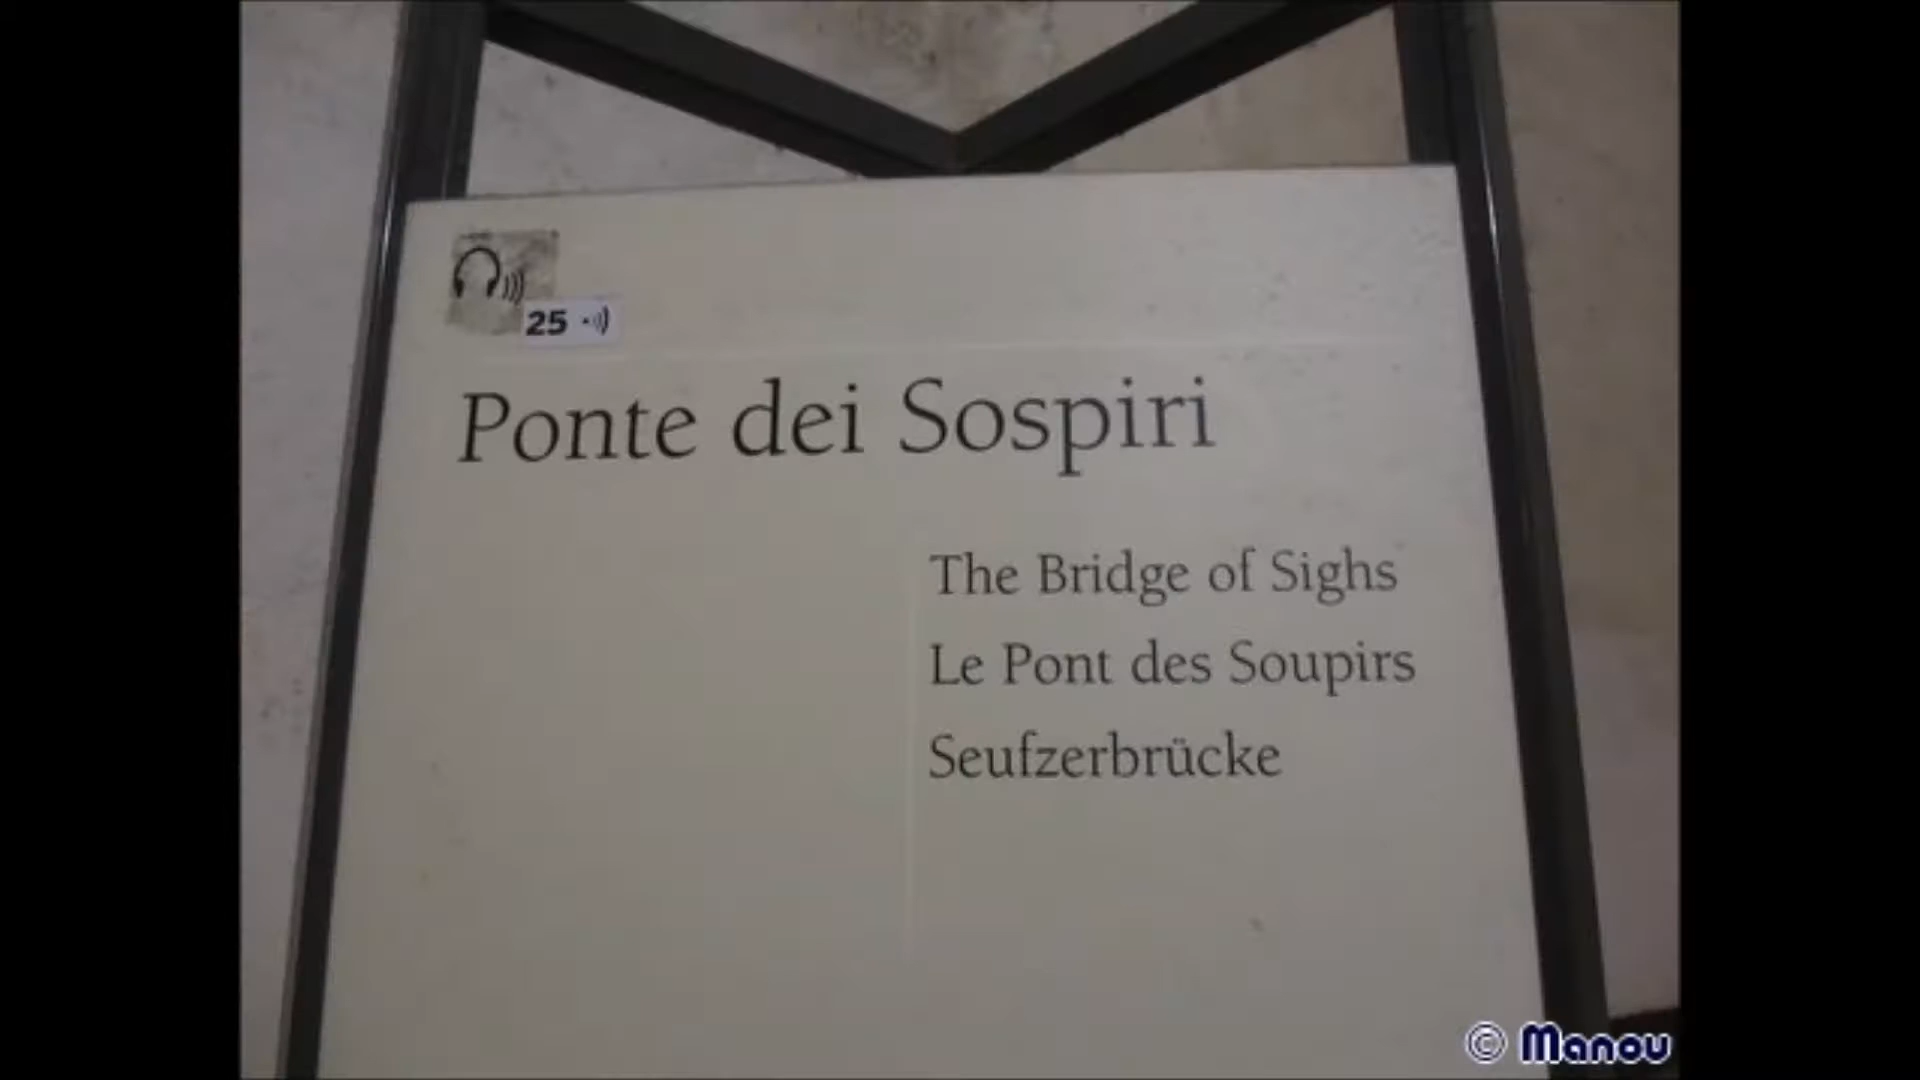 25
Ponte dei Sospiri
The Bridge of Sighs
Le Pont des Soupirs
Seufzerbrücke
© Manou